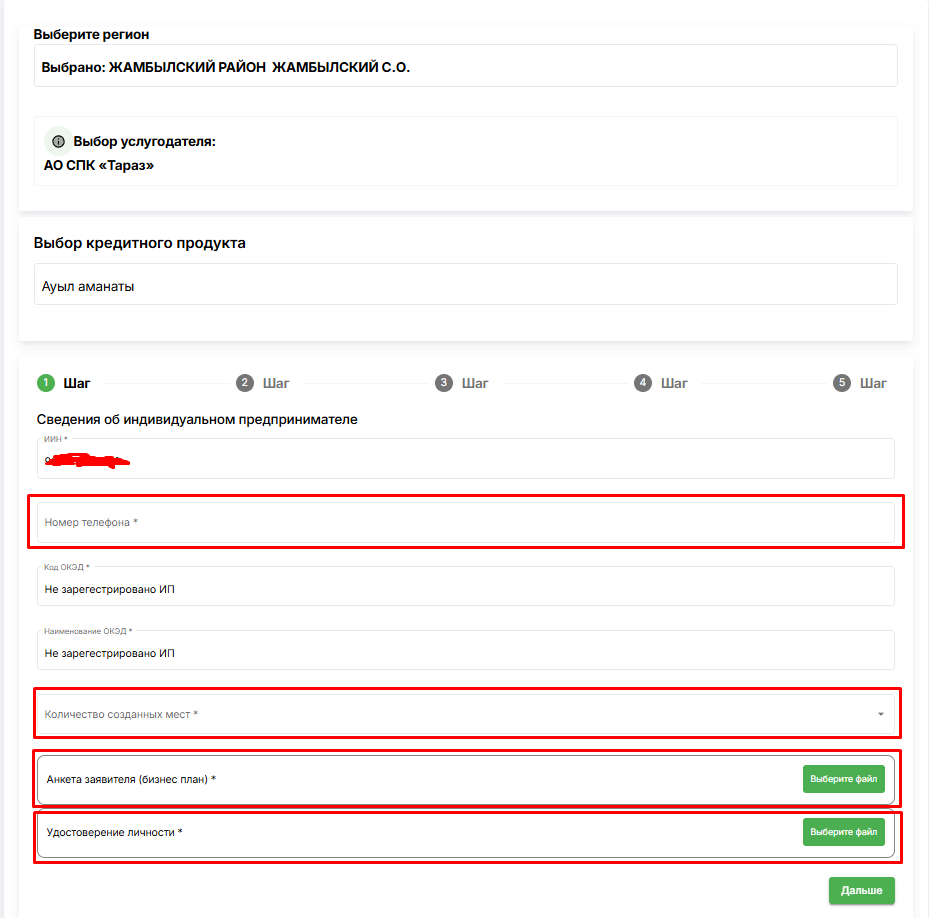 Выберите регион
Выбрано: ЖАМБЫЛСКИЙ РАЙОН ЖАМБЫЛСКИЙ С.О.
Выбор услугодателя:
АО СПК «Тараз»
Выбор кредитного продукта
Ауыл аманаты
1 Шаг 2 Шаг 3 Шаг 4 Шаг 5 Шаг
Сведения об индивидуальном предпринимателе
ИИН *
Номер телефона *
Код ОКЭД *
Не зарегестрировано ИП
Наименование ОКЭД *
Не зарегестрировано ИП
Количество созданных мест *
Анкета заявителя (бизнес план) * Выберите файл
Удостоверение личности * Выберите файл
Дальше